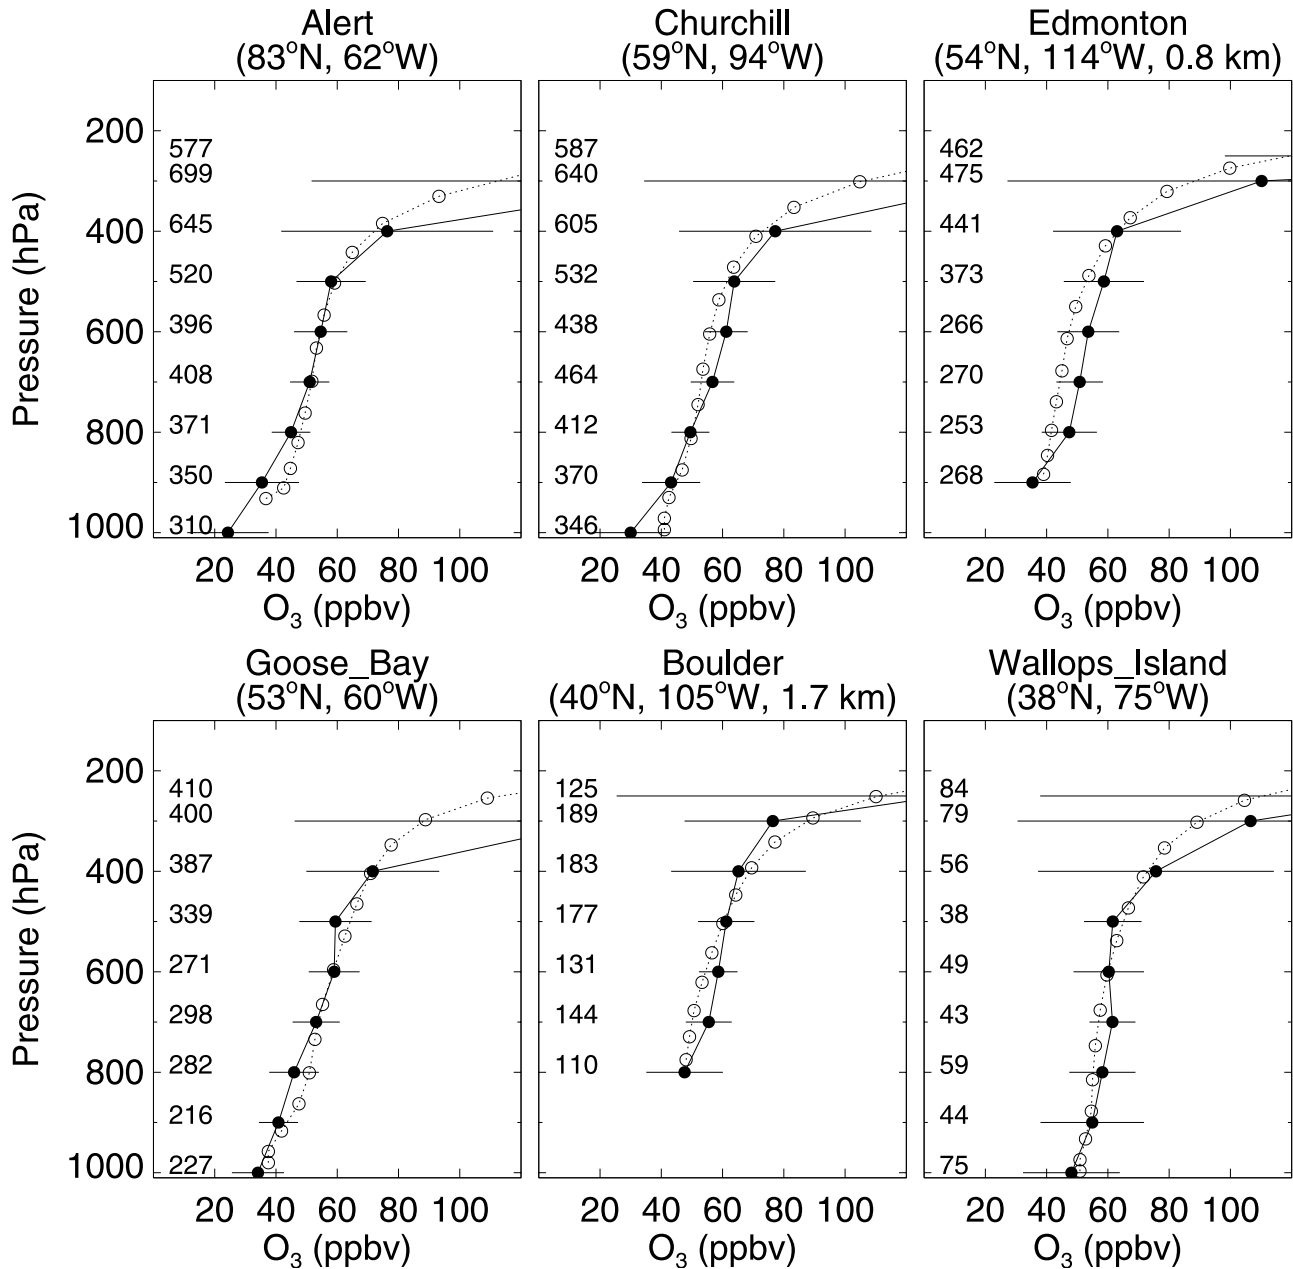 Alert
(83°N, 62°W)
Churchill
(59°N, 94°W)
Edmonton
(54°N, 114°W, 0.8 km)
Pressure (hPa)
200
400
600
800
1000
577
699
645
520
396
408
371
350
310
587
640
605
532
438
464
412
370
346
462
475
441
373
266
270
253
268
20 40 60 80 100
20 40 60 80 100
20 40 60 80 100
O3 (ppbv)
O3 (ppbv)
O3 (ppbv)
Goose_Bay
(53°N, 60°W)
Boulder
(40°N, 105°W, 1.7 km)
Wallops_Island
(38°N, 75°W)
Pressure (hPa)
200
400
600
800
1000
410
400
387
339
271
298
282
216
227
125
189
183
177
131
144
110
84
79
56
38
49
43
59
44
75
20 40 60 80 100
20 40 60 80 100
20 40 60 80 100
O3 (ppbv)
O3 (ppbv)
O3 (ppbv)